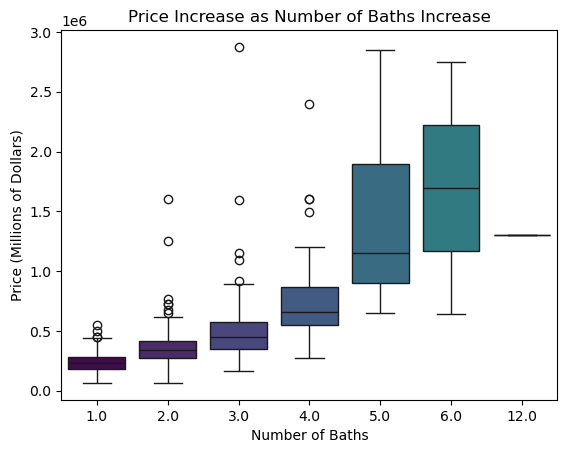 Price Increase as Number of Baths Increase
1e6
3.0
2.5
2.0
1.5
1.0
0.5
0.0
Price (Millions of Dollars)
1.0 2.0 3.0 4.0 5.0 6.0 12.0
Number of Baths